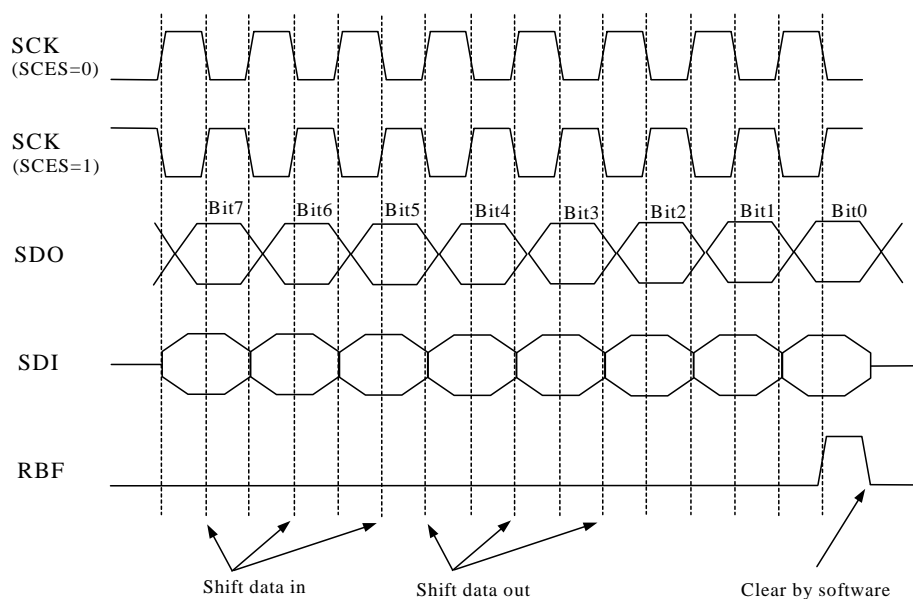 SCK
(SCES=0)
SCK
(SCES=1)
Bit7 Bit6 Bit5 Bit4 Bit3 Bit2 Bit1 Bit0
SDO
SDI
RBF
Shift data in Shift data out Clear by software